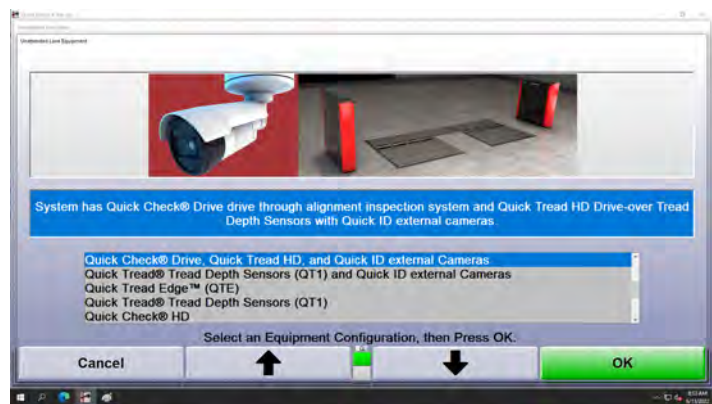 Unattended Lane Equipment
System has Quick Check® Drive drive through alignment inspection system and Quick Tread HD Drive-over Tread
Depth Sensors with Quick ID external cameras
Quick Check® Drive, Quick Tread HD, and Quick ID external Cameras
Quick Tread® Tread Depth Sensors (QT1) and Quick ID external Cameras
Quick Tread Edge™ (QTE)
Quick Tread® Tread Depth Sensors (QT1)
Quick Check® HD
Select an Equipment Configuration, then Press OK.
Cancel
OK